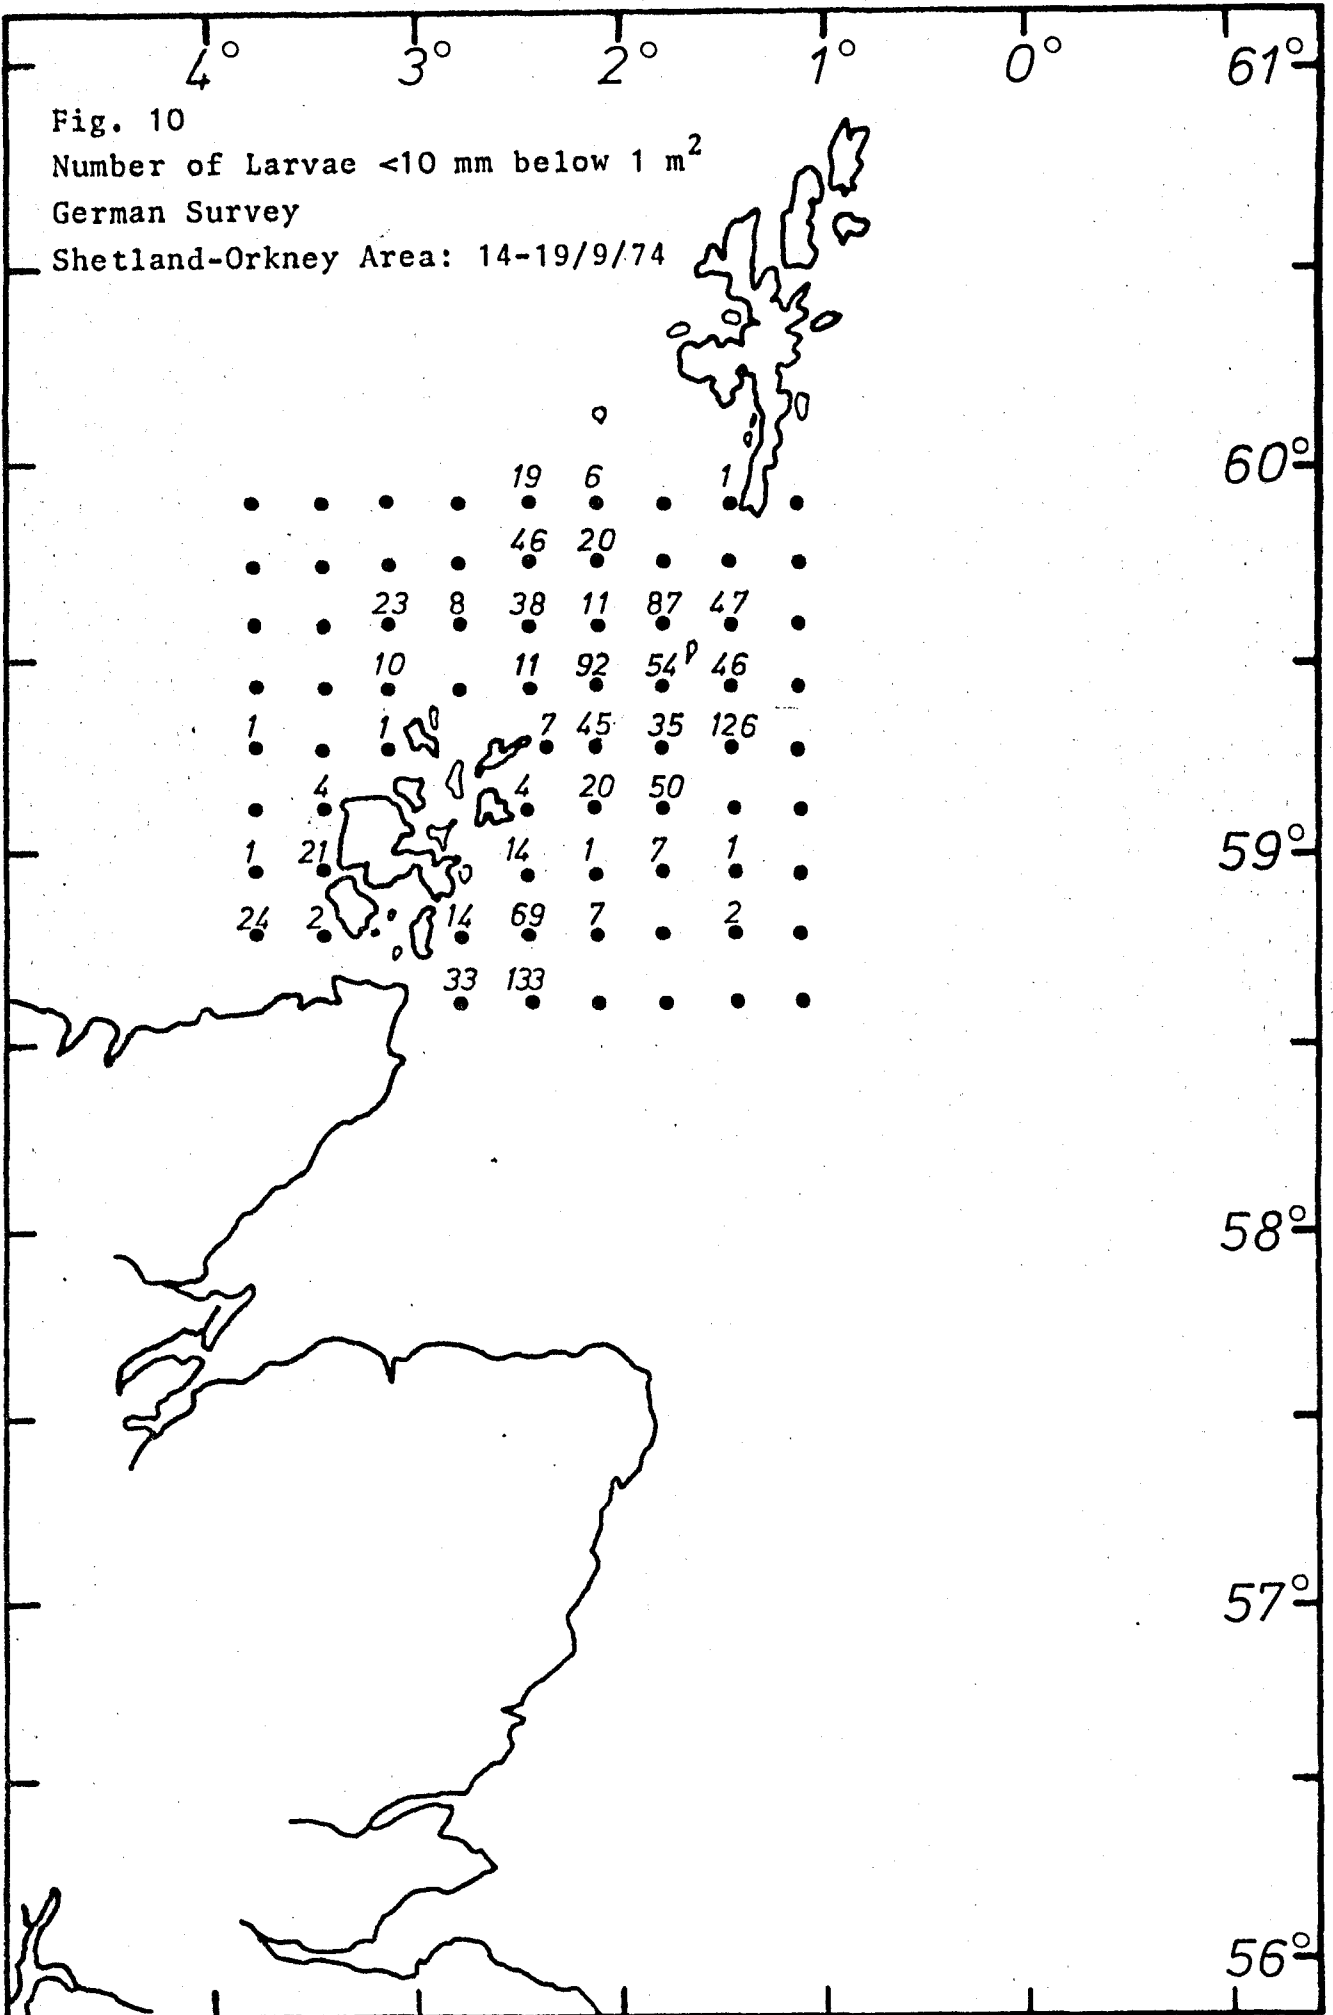 4° 3° 2° 1° 0° 61°
Fig. 10
Number of Larvae <10 mm below 1 m²
German Survey
Shetland-Orkney Area: 14-19/9/74
60°
19 6 1
46 20
23 8 38 11 87 47
10 11 92 54 46
1 1 7 45 35 126
4 4 20 50
59°
1 21 14 1 7 1
24 2 14 69 7 2
33 133
58°
57°
56°